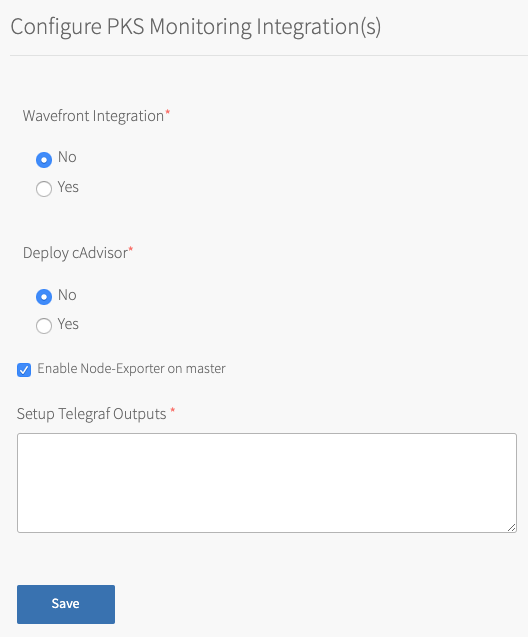 Configure PKS Monitoring Integration(s)
Wavefront Integration*
No
Yes
Deploy cAdvisor*
No
Yes
Enable Node-Exporter on master
Setup Telegraf Outputs *
Save